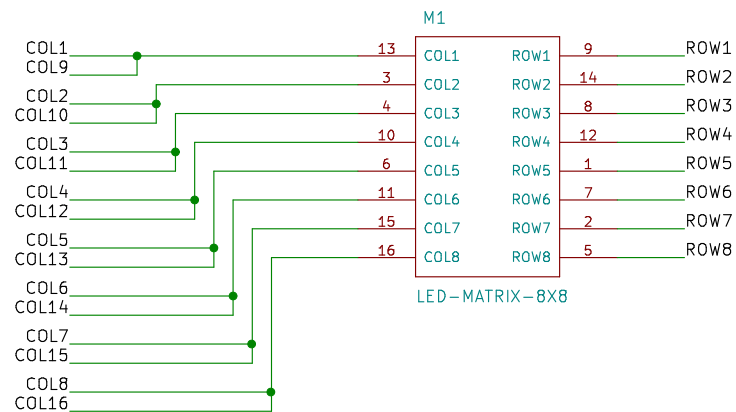 M1
COL1
COL9
COL2
COL10
COL3
COL11
COL4
COL12
COL5
COL13
COL6
COL14
COL7
COL15
COL8
COL16
13 COL1 ROW1 9 ROW1
3 COL2 ROW2 14 ROW2
4 COL3 ROW3 8 ROW3
10 COL4 ROW4 12 ROW4
6 COL5 ROW5 1 ROW5
11 COL6 ROW6 7 ROW6
15 COL7 ROW7 2 ROW7
16 COL8 ROW8 5 ROW8
LED-MATRIX-8X8